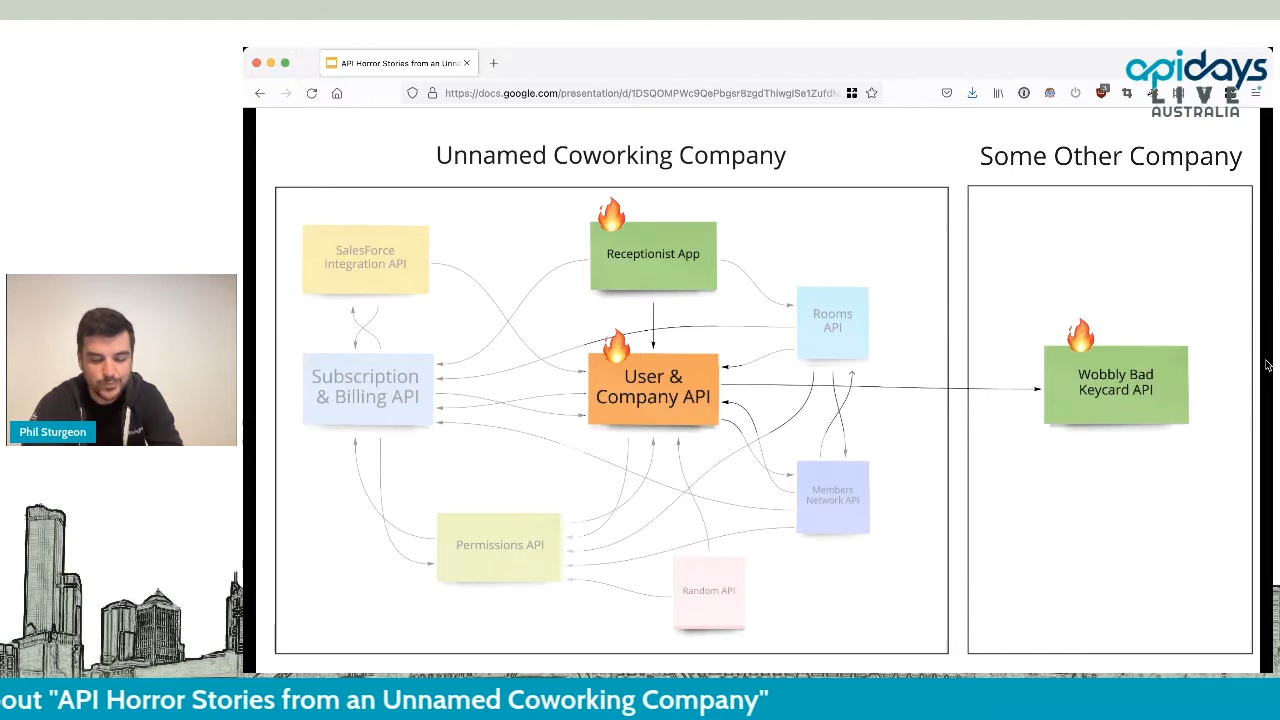 API Horror Stories from an Unn
https://docs.google.com/presentation/d/1DSQOMPWc9QePbgsr8zgdThiwglSe1Zufd
apidays
LIVE
AUSTRALIA
Unnamed Coworking Company
Some Other Company
SalesForce
Integration API
Receptionist App
Rooms
API
Subscription
& Billing API
User &
Company API
Wobbly Bad
Keycard API
Members
Network API
Permissions API
Random API
Phil Sturgeon
out "API Horror Stories from an Unnamed Coworking Company"